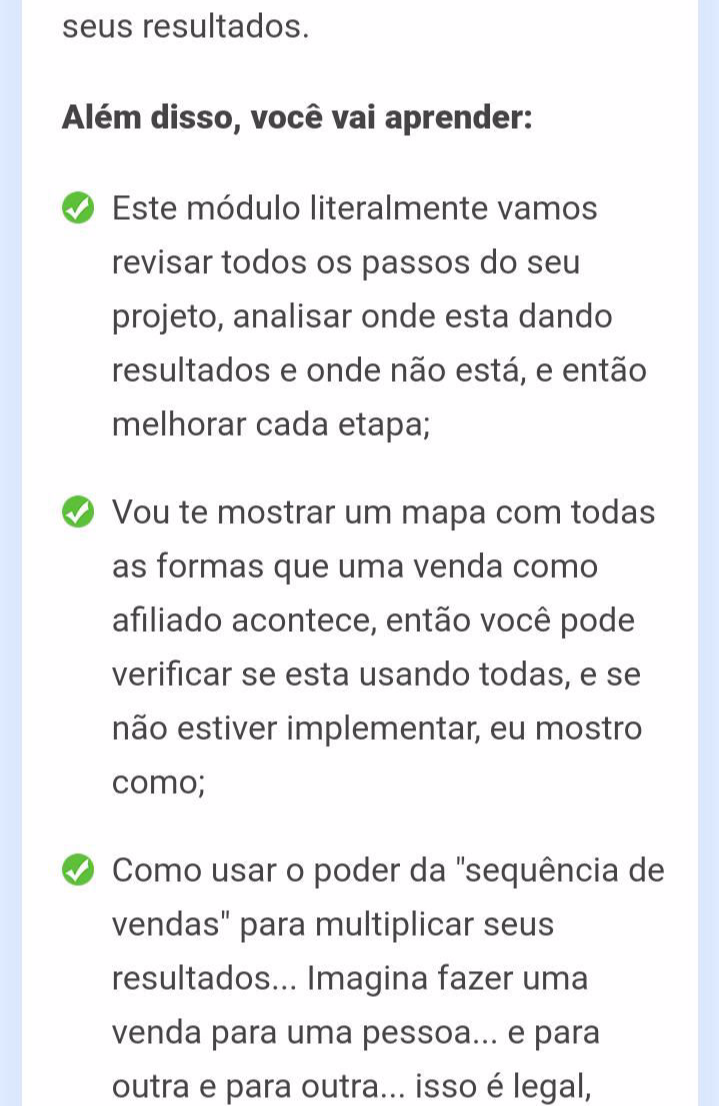 seus resultados.
Além disso, você vai aprender:
Este módulo literalmente vamos
revisar todos os passos do seu
projeto, analisar onde esta dando
resultados e onde não está, e então
melhorar cada etapa;
Vou te mostrar um mapa com todas
as formas que uma venda como
afiliado acontece, então você pode
verificar se esta usando todas, e se
não estiver implementar, eu mostro
como;
Como usar o poder da "sequência de
vendas" para multiplicar seus
resultados... Imagina fazer uma
venda para uma pessoa... e para
outra e para outra... isso é legal,